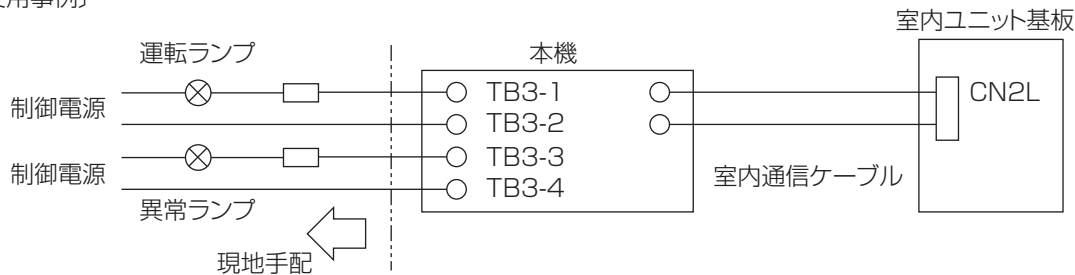 用事例〉
室内ユニット基板
運転ランプ
本機
TB3-1
CN2L
制御電源
TB3-2
TB3-3
制御電源
室内通信ケーブル
TB3-4
異常ランプ
現地手配